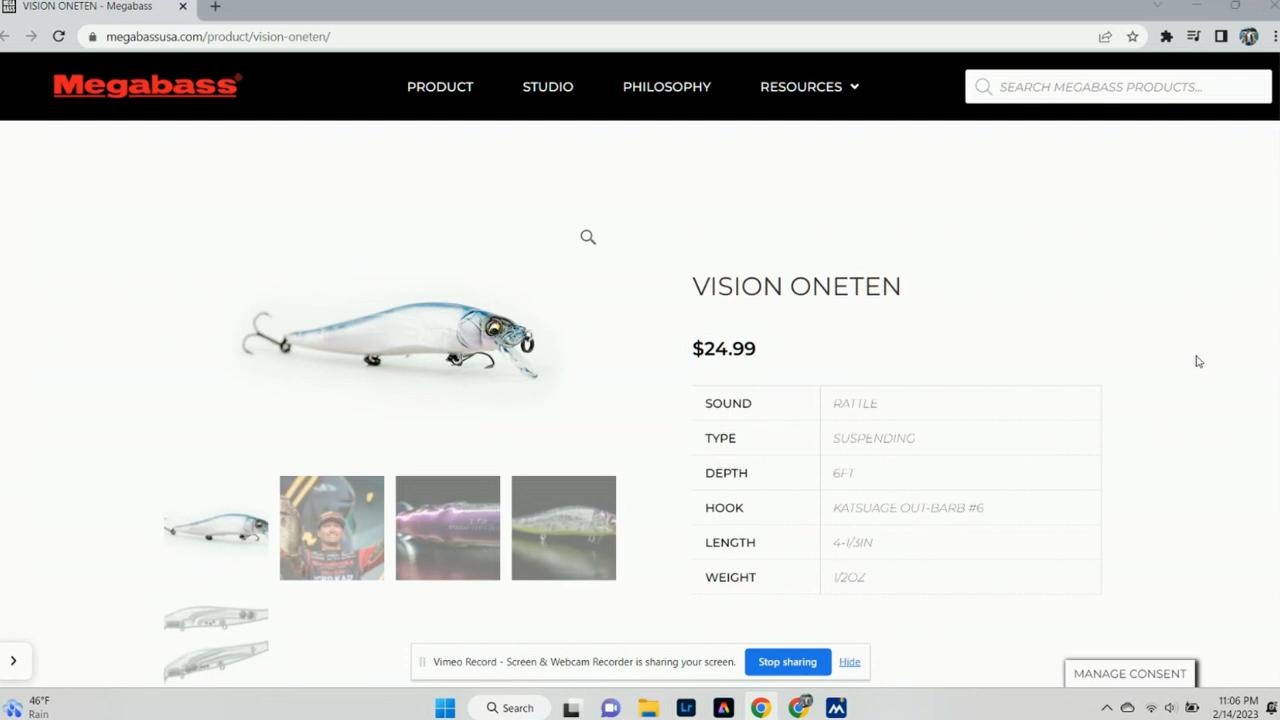 VISION ONETEN - Megabass
megabassusa.com/product/vision-oneten/
Megabass
PRODUCT STUDIO PHILOSOPHY RESOURCES
SEARCH MEGABASS PRODUCTS...
VISION ONETEN
$24.99
SOUND RATTLE
TYPE SUSPENDING
DEPTH 6FT
HOOK KATSUAGE OUT-BARB #6
LENGTH 4-1/3IN
WEIGHT 1/2OZ
Vimeo Record - Screen & Webcam Recorder is sharing your screen. Stop sharing Hide
MANAGE CONSENT
46°F
Rain
Search
Lr
11:06 PM
2/14/2023